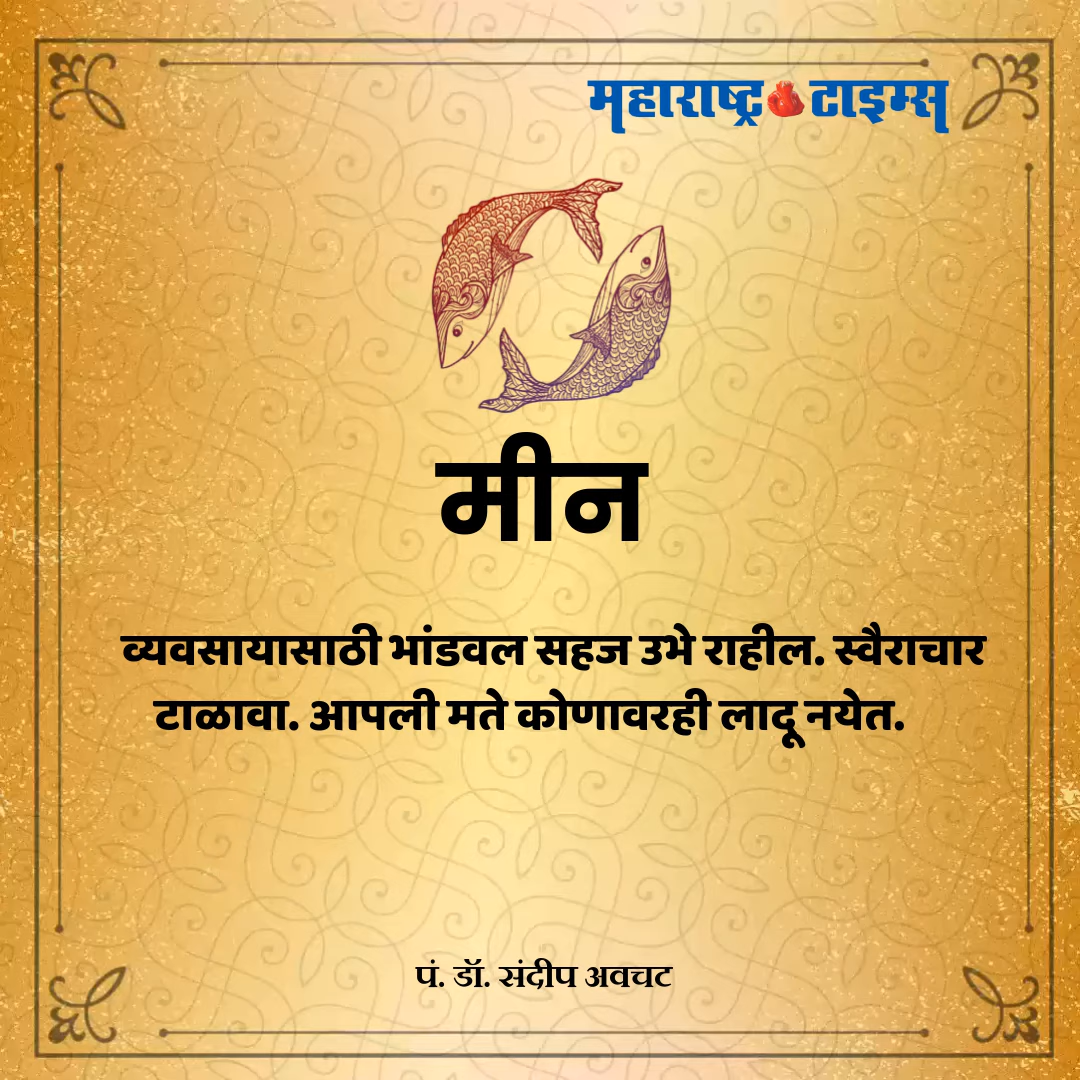 महाराष्ट्र टाइम्स
मीन
व्यवसायासाठी भांडवल सहज उभे राहील. स्वैराचार
टाळावा. आपली मते कोणावरही लादू नयेत.
पं. डॉ. संदीप अवचट